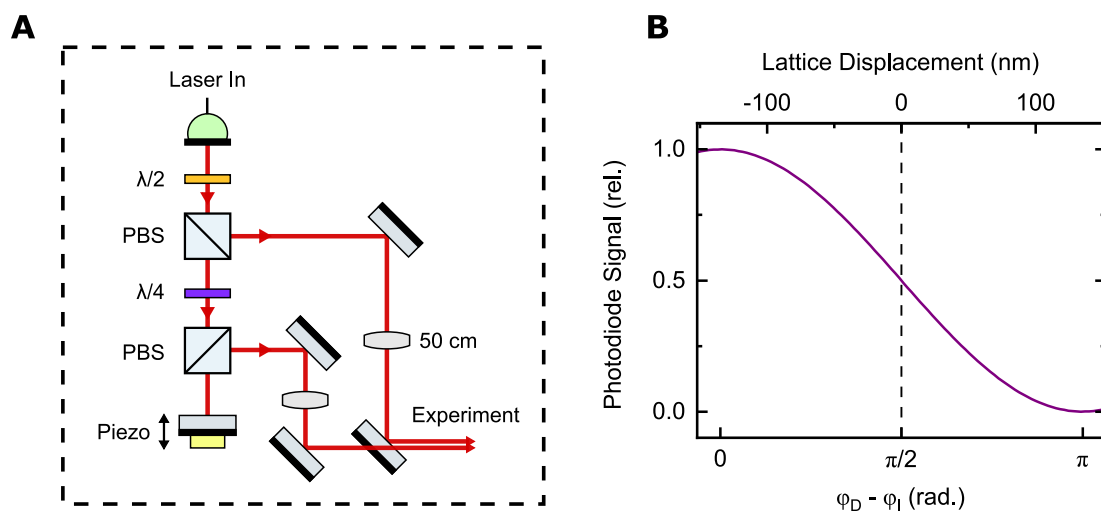 A
Laser In
λ/2
PBS
λ/4
PBS
50 cm
Piezo
Experiment
B
Lattice Displacement (nm)
-100 0 100
Photodiode Signal (rel.)
1.0
0.5
0.0
0 π/2 π
φD - φI (rad.)